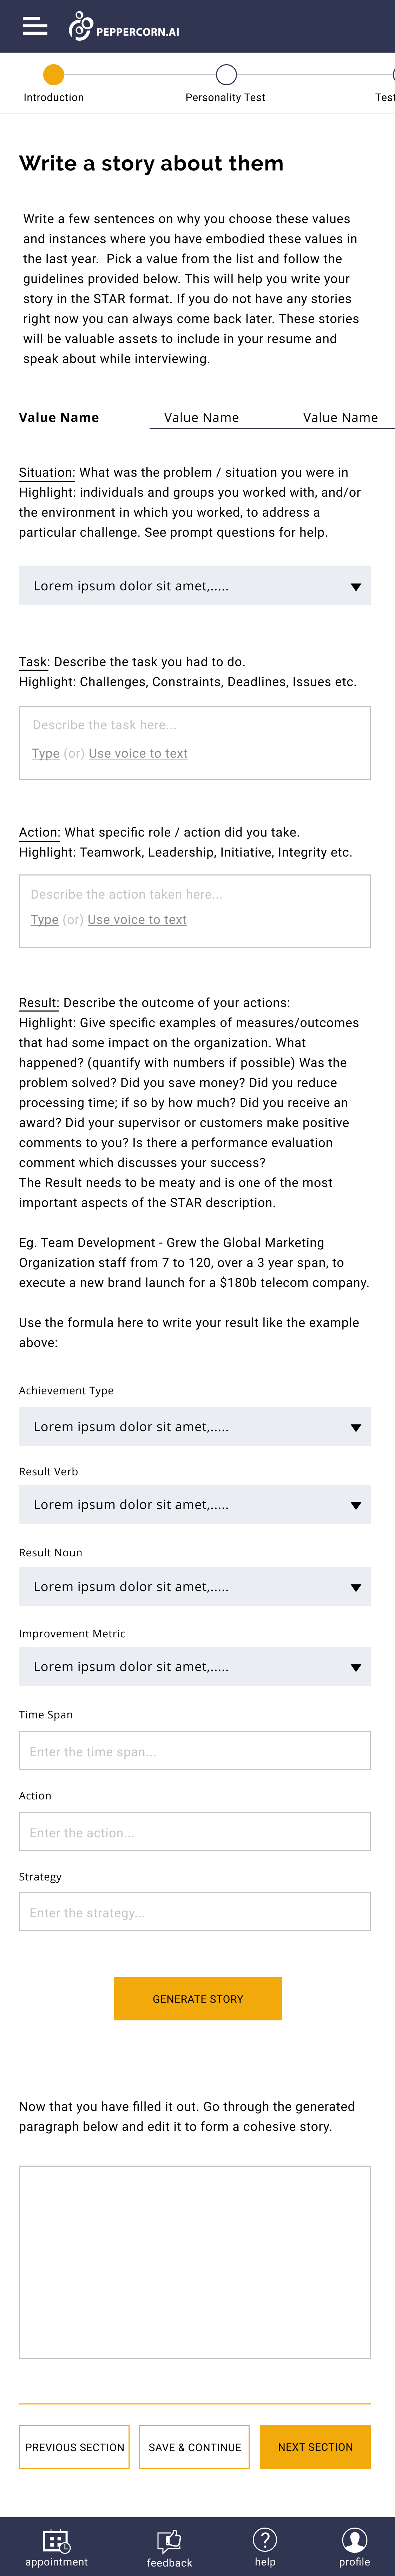 PEPPERCORN.AI
Introduction
Personality Test
Test
Write a story about them
Write a few sentences on why you choose these values
and instances where you have embodied these values in
the last year. Pick a value from the list and follow the
guidelines provided below. This will help you write your
story in the STAR format. If you do not have any stories
right now you can always come back later. These stories
will be valuable assets to include in your resume and
speak about while interviewing.
Value Name
Value Name
Value Name
Situation: What was the problem / situation you were in
Highlight: individuals and groups you worked with, and/or
the environment in which you worked, to address a
particular challenge. See prompt questions for help.
Lorem ipsum dolor sit amet,.....
Task: Describe the task you had to do.
Highlight: Challenges, Constraints, Deadlines, Issues etc.
Describe the task here...
Type (or) Use voice to text
Action: What specific role / action did you take.
Highlight: Teamwork, Leadership, Initiative, Integrity etc.
Describe the action taken here...
Type (or) Use voice to text
Result: Describe the outcome of your actions:
Highlight: Give specific examples of measures/outcomes
that had some impact on the organization. What
happened? (quantify with numbers if possible) Was the
problem solved? Did you save money? Did you reduce
processing time; if so by how much? Did you receive an
award? Did your supervisor or customers make positive
comments to you? Is there a performance evaluation
comment which discusses your success?
The Result needs to be meaty and is one of the most
important aspects of the STAR description.
Eg. Team Development - Grew the Global Marketing
Organization staff from 7 to 120, over a 3 year span, to
execute a new brand launch for a $180b telecom company.
Use the formula here to write your result like the example
above:
Achievement Type
Lorem ipsum dolor sit amet,.....
Result Verb
Lorem ipsum dolor sit amet,.....
Result Noun
Lorem ipsum dolor sit amet,.....
Improvement Metric
Lorem ipsum dolor sit amet,.....
Time Span
Enter the time span...
Action
Enter the action...
Strategy
Enter the strategy...
GENERATE STORY
Now that you have filled it out. Go through the generated
paragraph below and edit it to form a cohesive story.
PREVIOUS SECTION
SAVE & CONTINUE
NEXT SECTION
appointment
feedback
help
profile